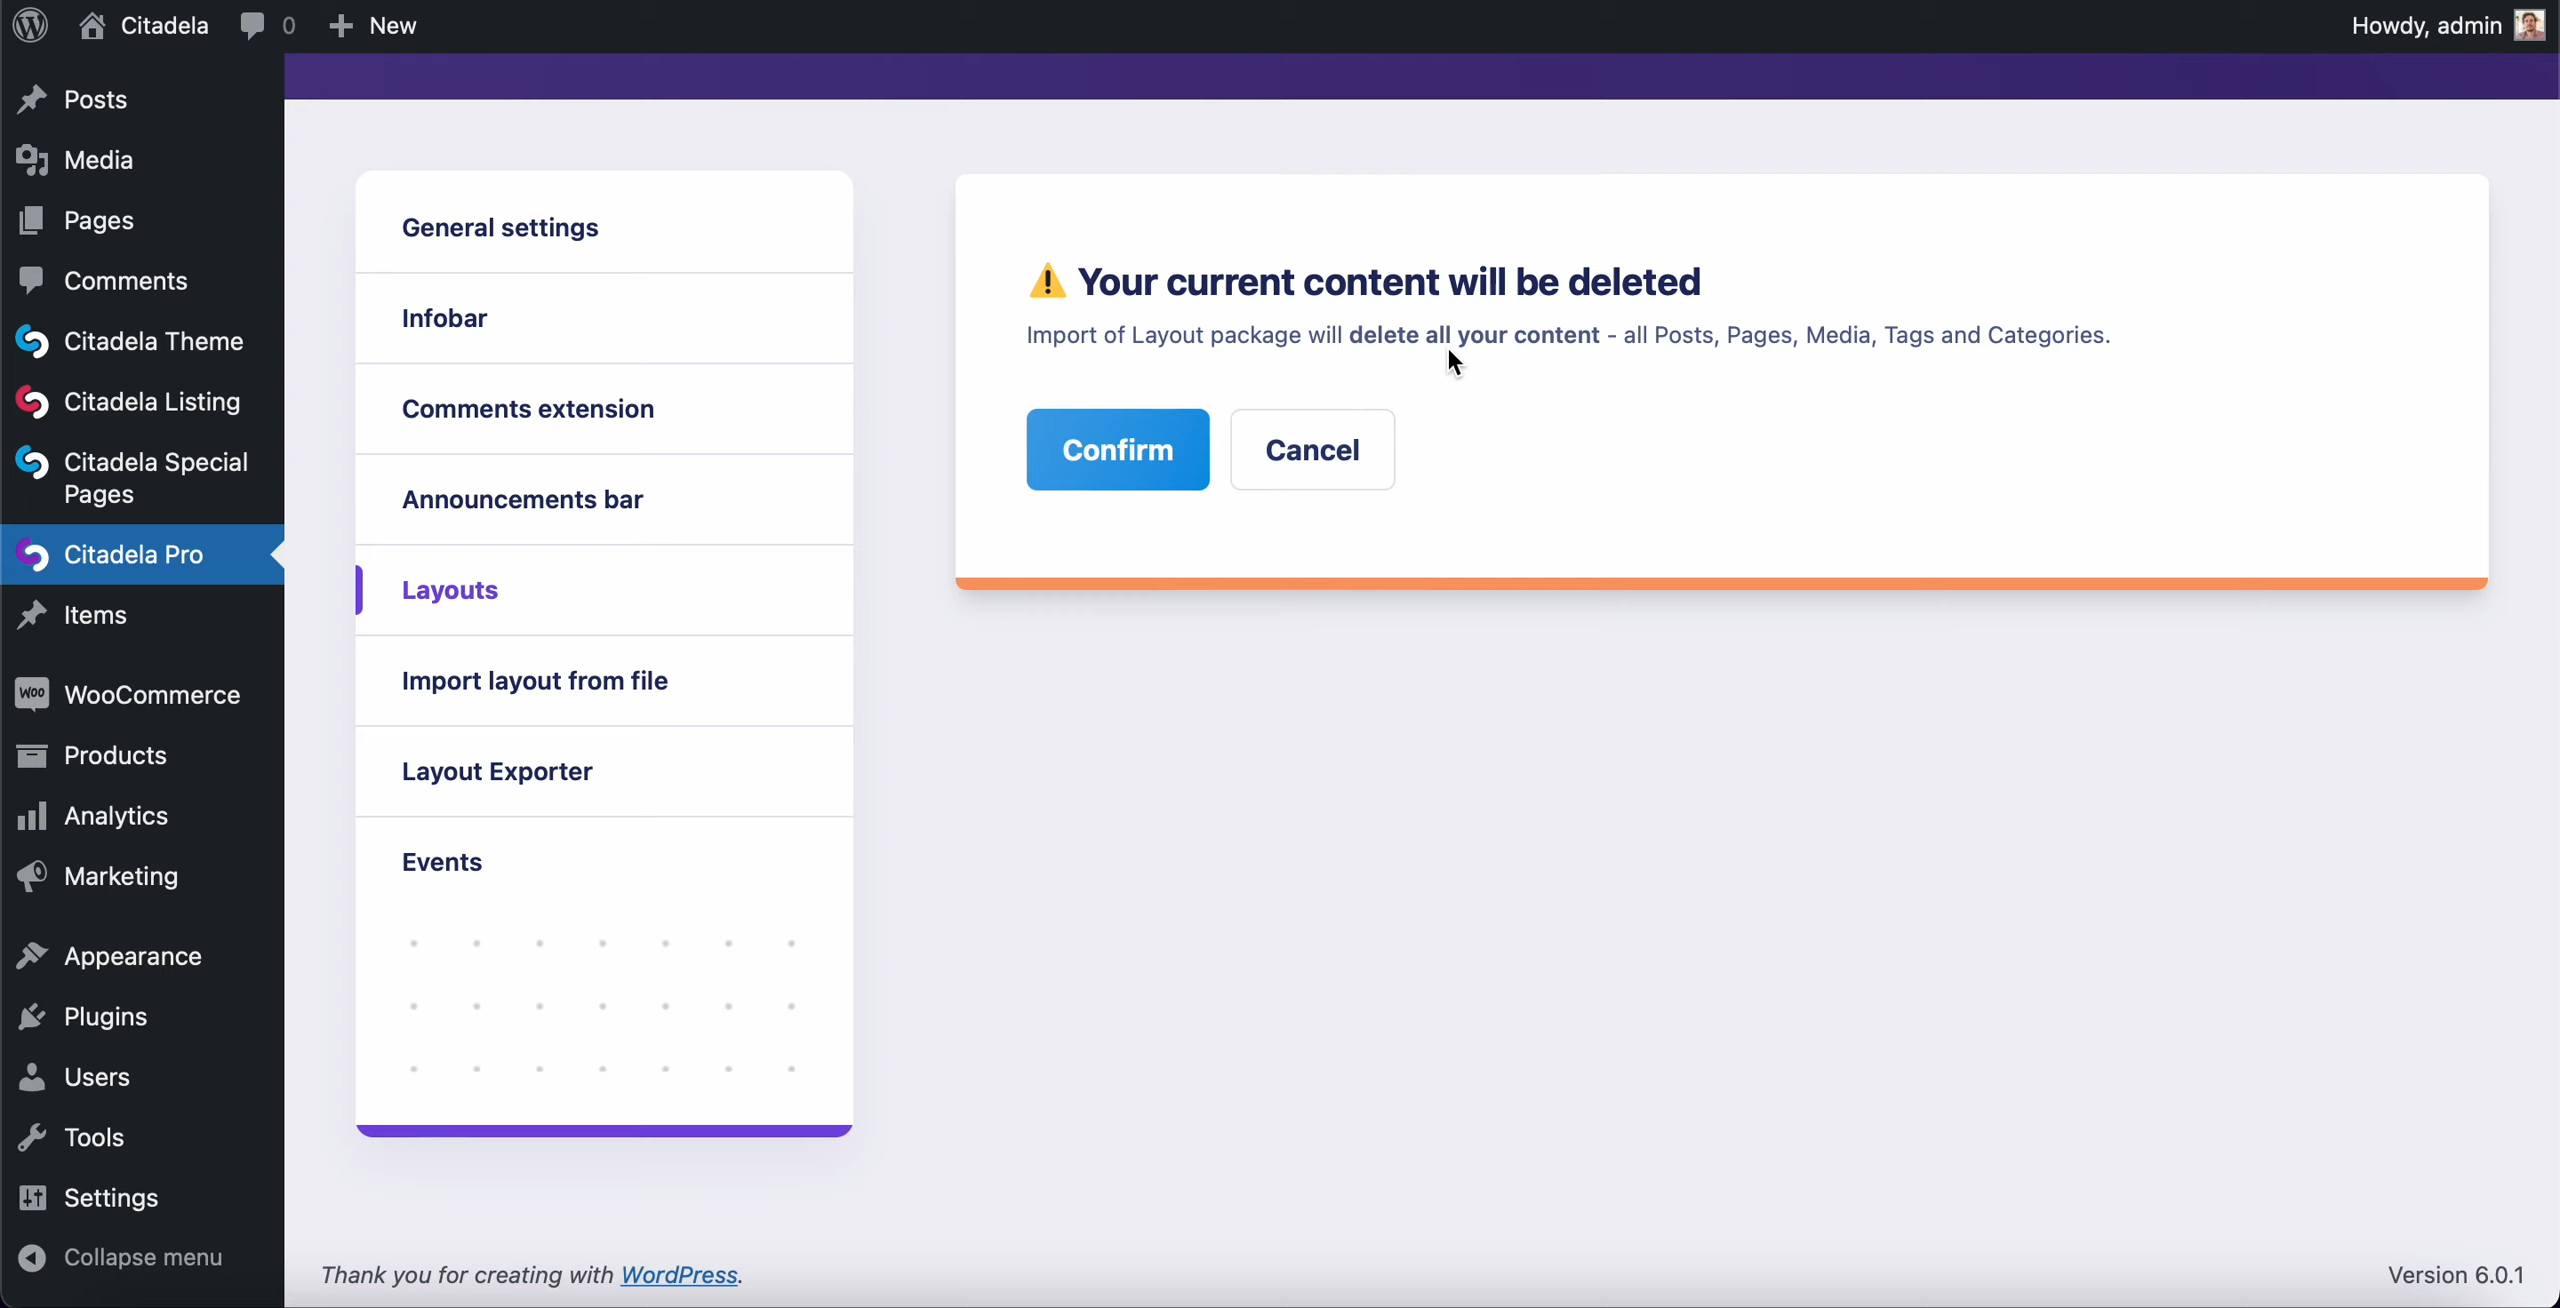 Citadela
0
New
Howdy, admin
Posts
Media
Pages
Comments
Citadela Theme
Citadela Listing
Citadela Special
Pages
Citadela Pro
Items
WOO
WooCommerce
Products
Analytics
Marketing
Appearance
Plugins
Users
Tools
Settings
Collapse menu
General settings
Infobar
Comments extension
Announcements bar
Layouts
Import layout from file
Layout Exporter
Events
Your current content will be deleted
Import of Layout package will delete all your content - all Posts, Pages, Media, Tags and Categories.
Confirm
Cancel
Thank you for creating with WordPress.
Version 6.0.1